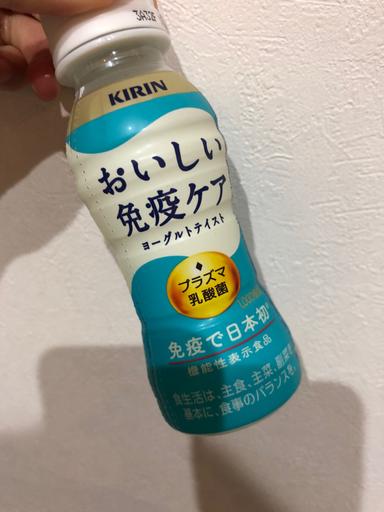 KIRIN
おいしい
免疫ケア
ヨーグルトテイスト
プラズマ
乳酸菌
免疫で日本初
機能性表示食品
食生活は、主食、主菜、副菜を
基本に、食事のバランスを。